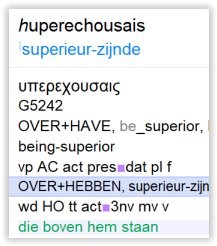 huperechousais
superieur-zijnde
υπερεχουσαις
G5242
OVER+HAVE, be_superior,
being-superior
vp AC act pres■dat pl f
OVER+HEBBEN, superieur-zijn
wd HO tt act■3nv mv v
die boven hem staan